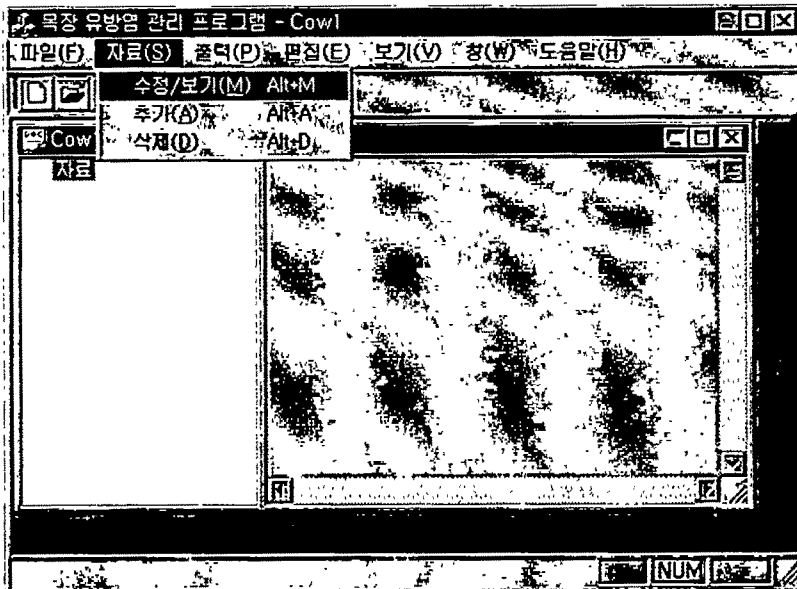 목장 유방염 관리 프로그램 - Cow1
파일(F) 자료(S) 출력(P) 편집(E) 보기(V) 창(W) 도움말(H)
수정/보기(M) Alt+M
추가(A) Alt+A
삭제(D) Alt+D
Cow
자료
NUM